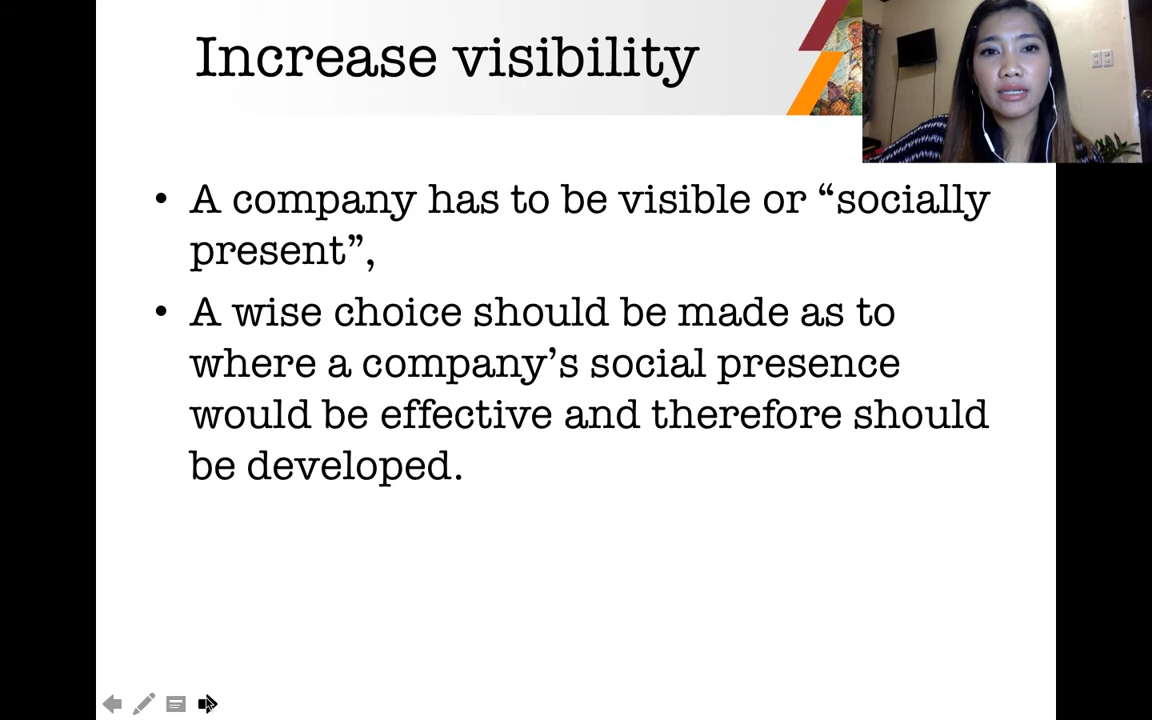 Increase visibility
• A company has to be visible or “socially
present”,
• A wise choice should be made as to
where a company’s social presence
would be effective and therefore should
be developed.